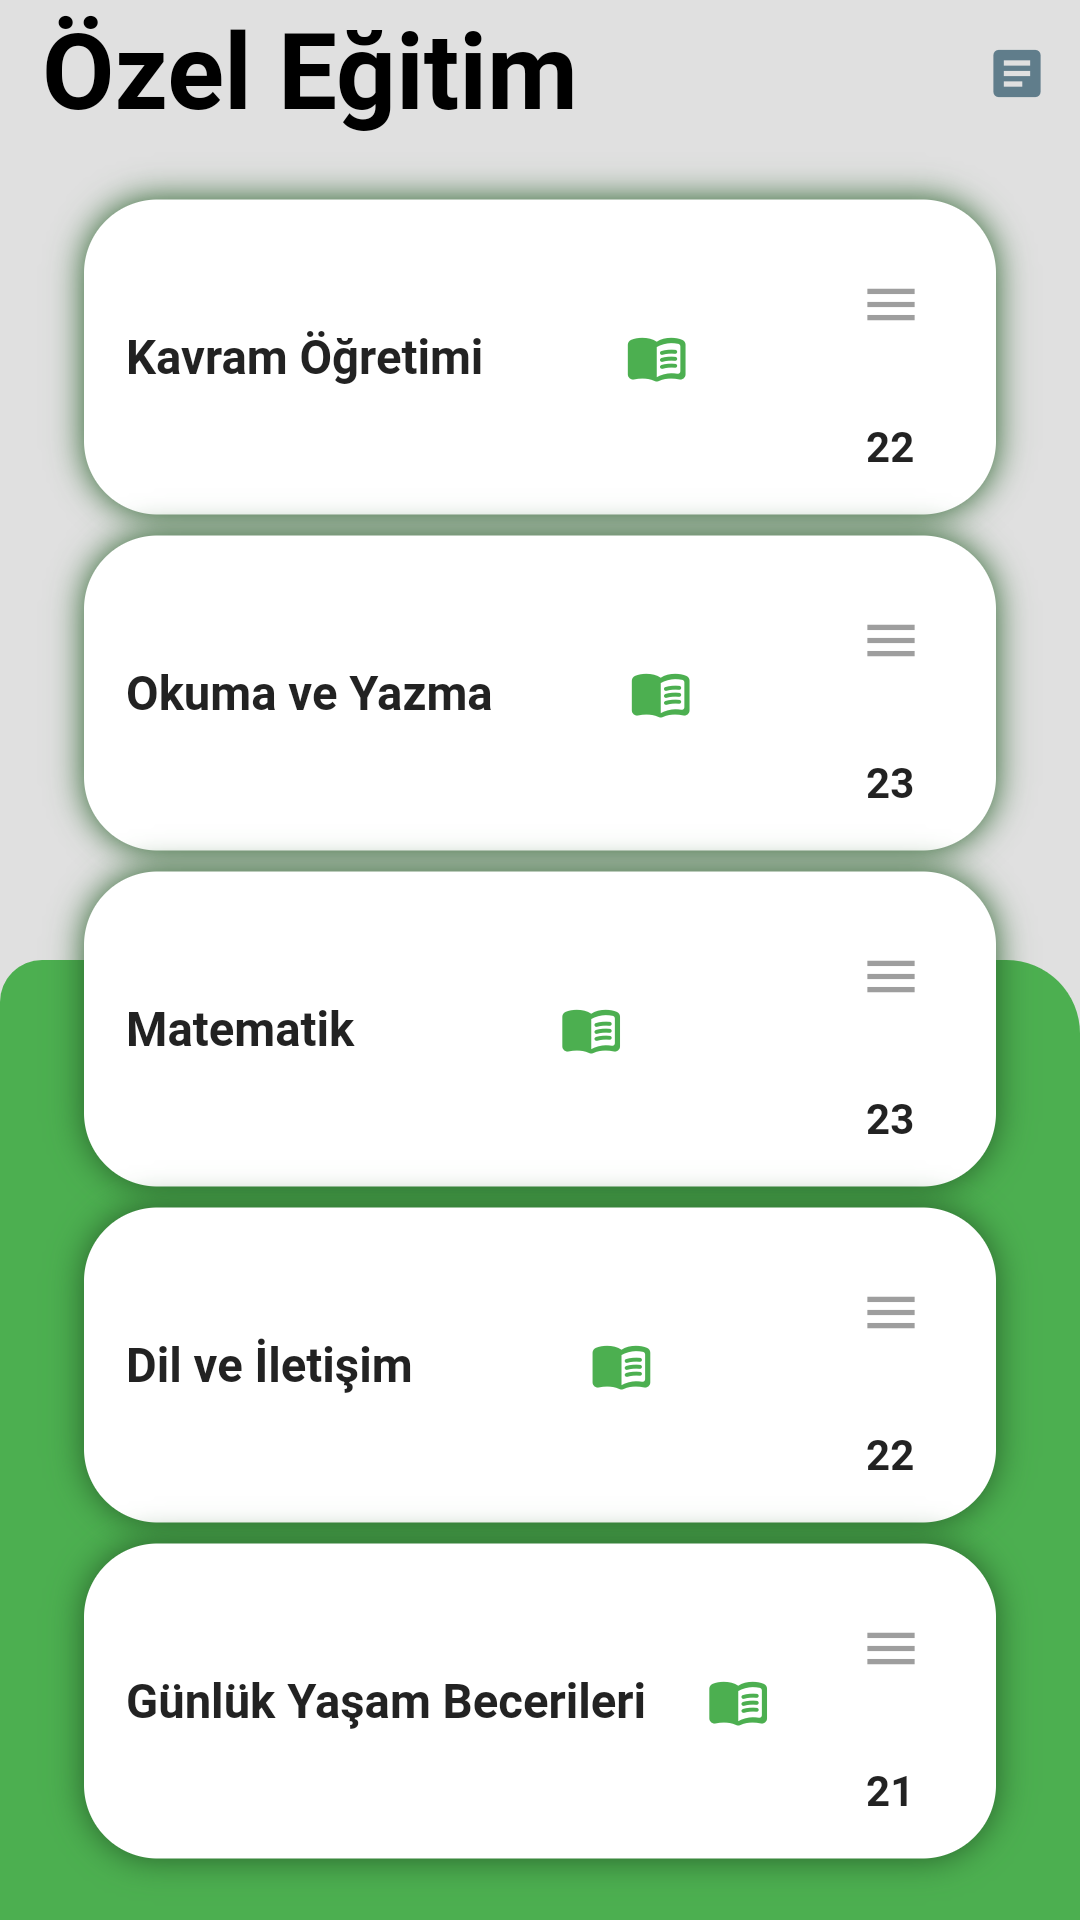 Özel Eğitim
Kavram Öğretimi
22
Okuma ve Yazma
23
Matematik
23
Dil ve İletişim
22
Günlük Yaşam Becerileri
21